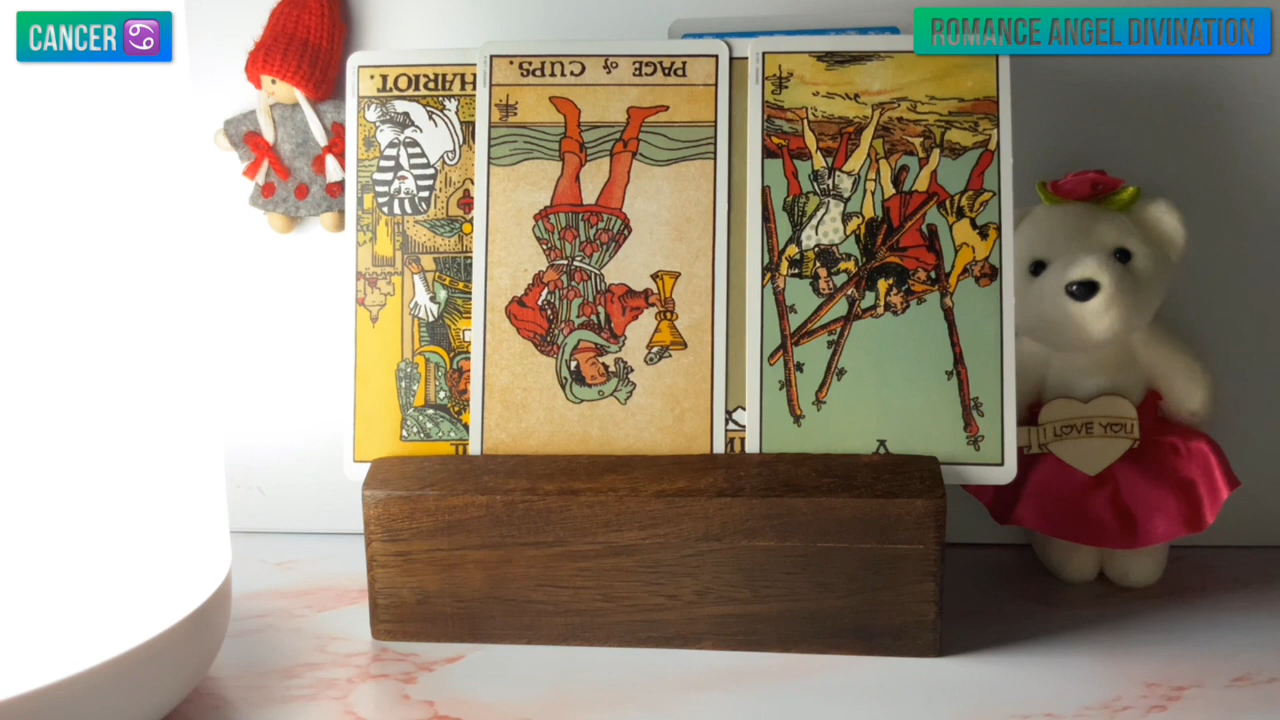 CANCER ♋
ROMANCE ANGEL DIVINATION
HARIOT.
PAGE of CUPS.
I LOVE YOU
V